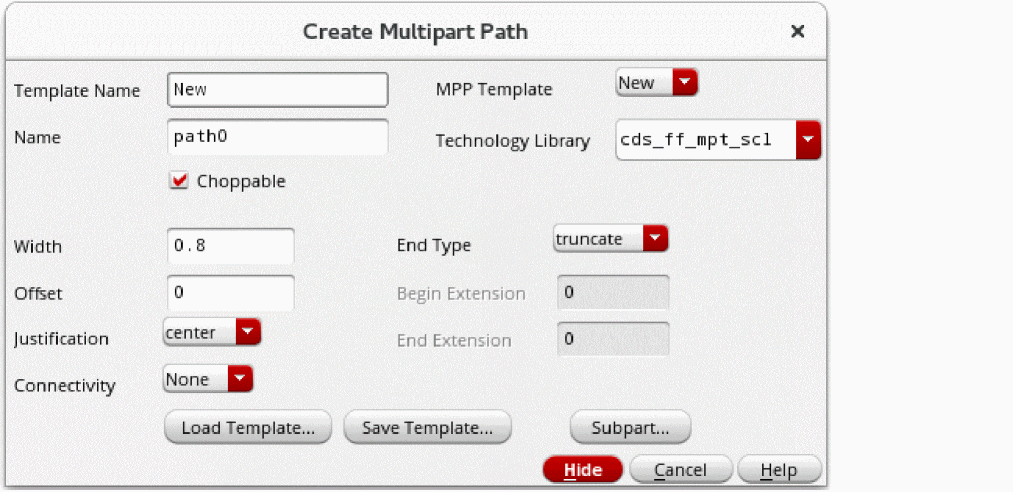 Create Multipart Path
Template Name New MPP Template New
Name path0 Technology Library cds_ff_mpt_scl
Choppable
Width 0.8 End Type truncate
Offset 0 Begin Extension 0
Justification center End Extension 0
Connectivity None
Load Template... Save Template... Subpart...
Hide Cancel Help